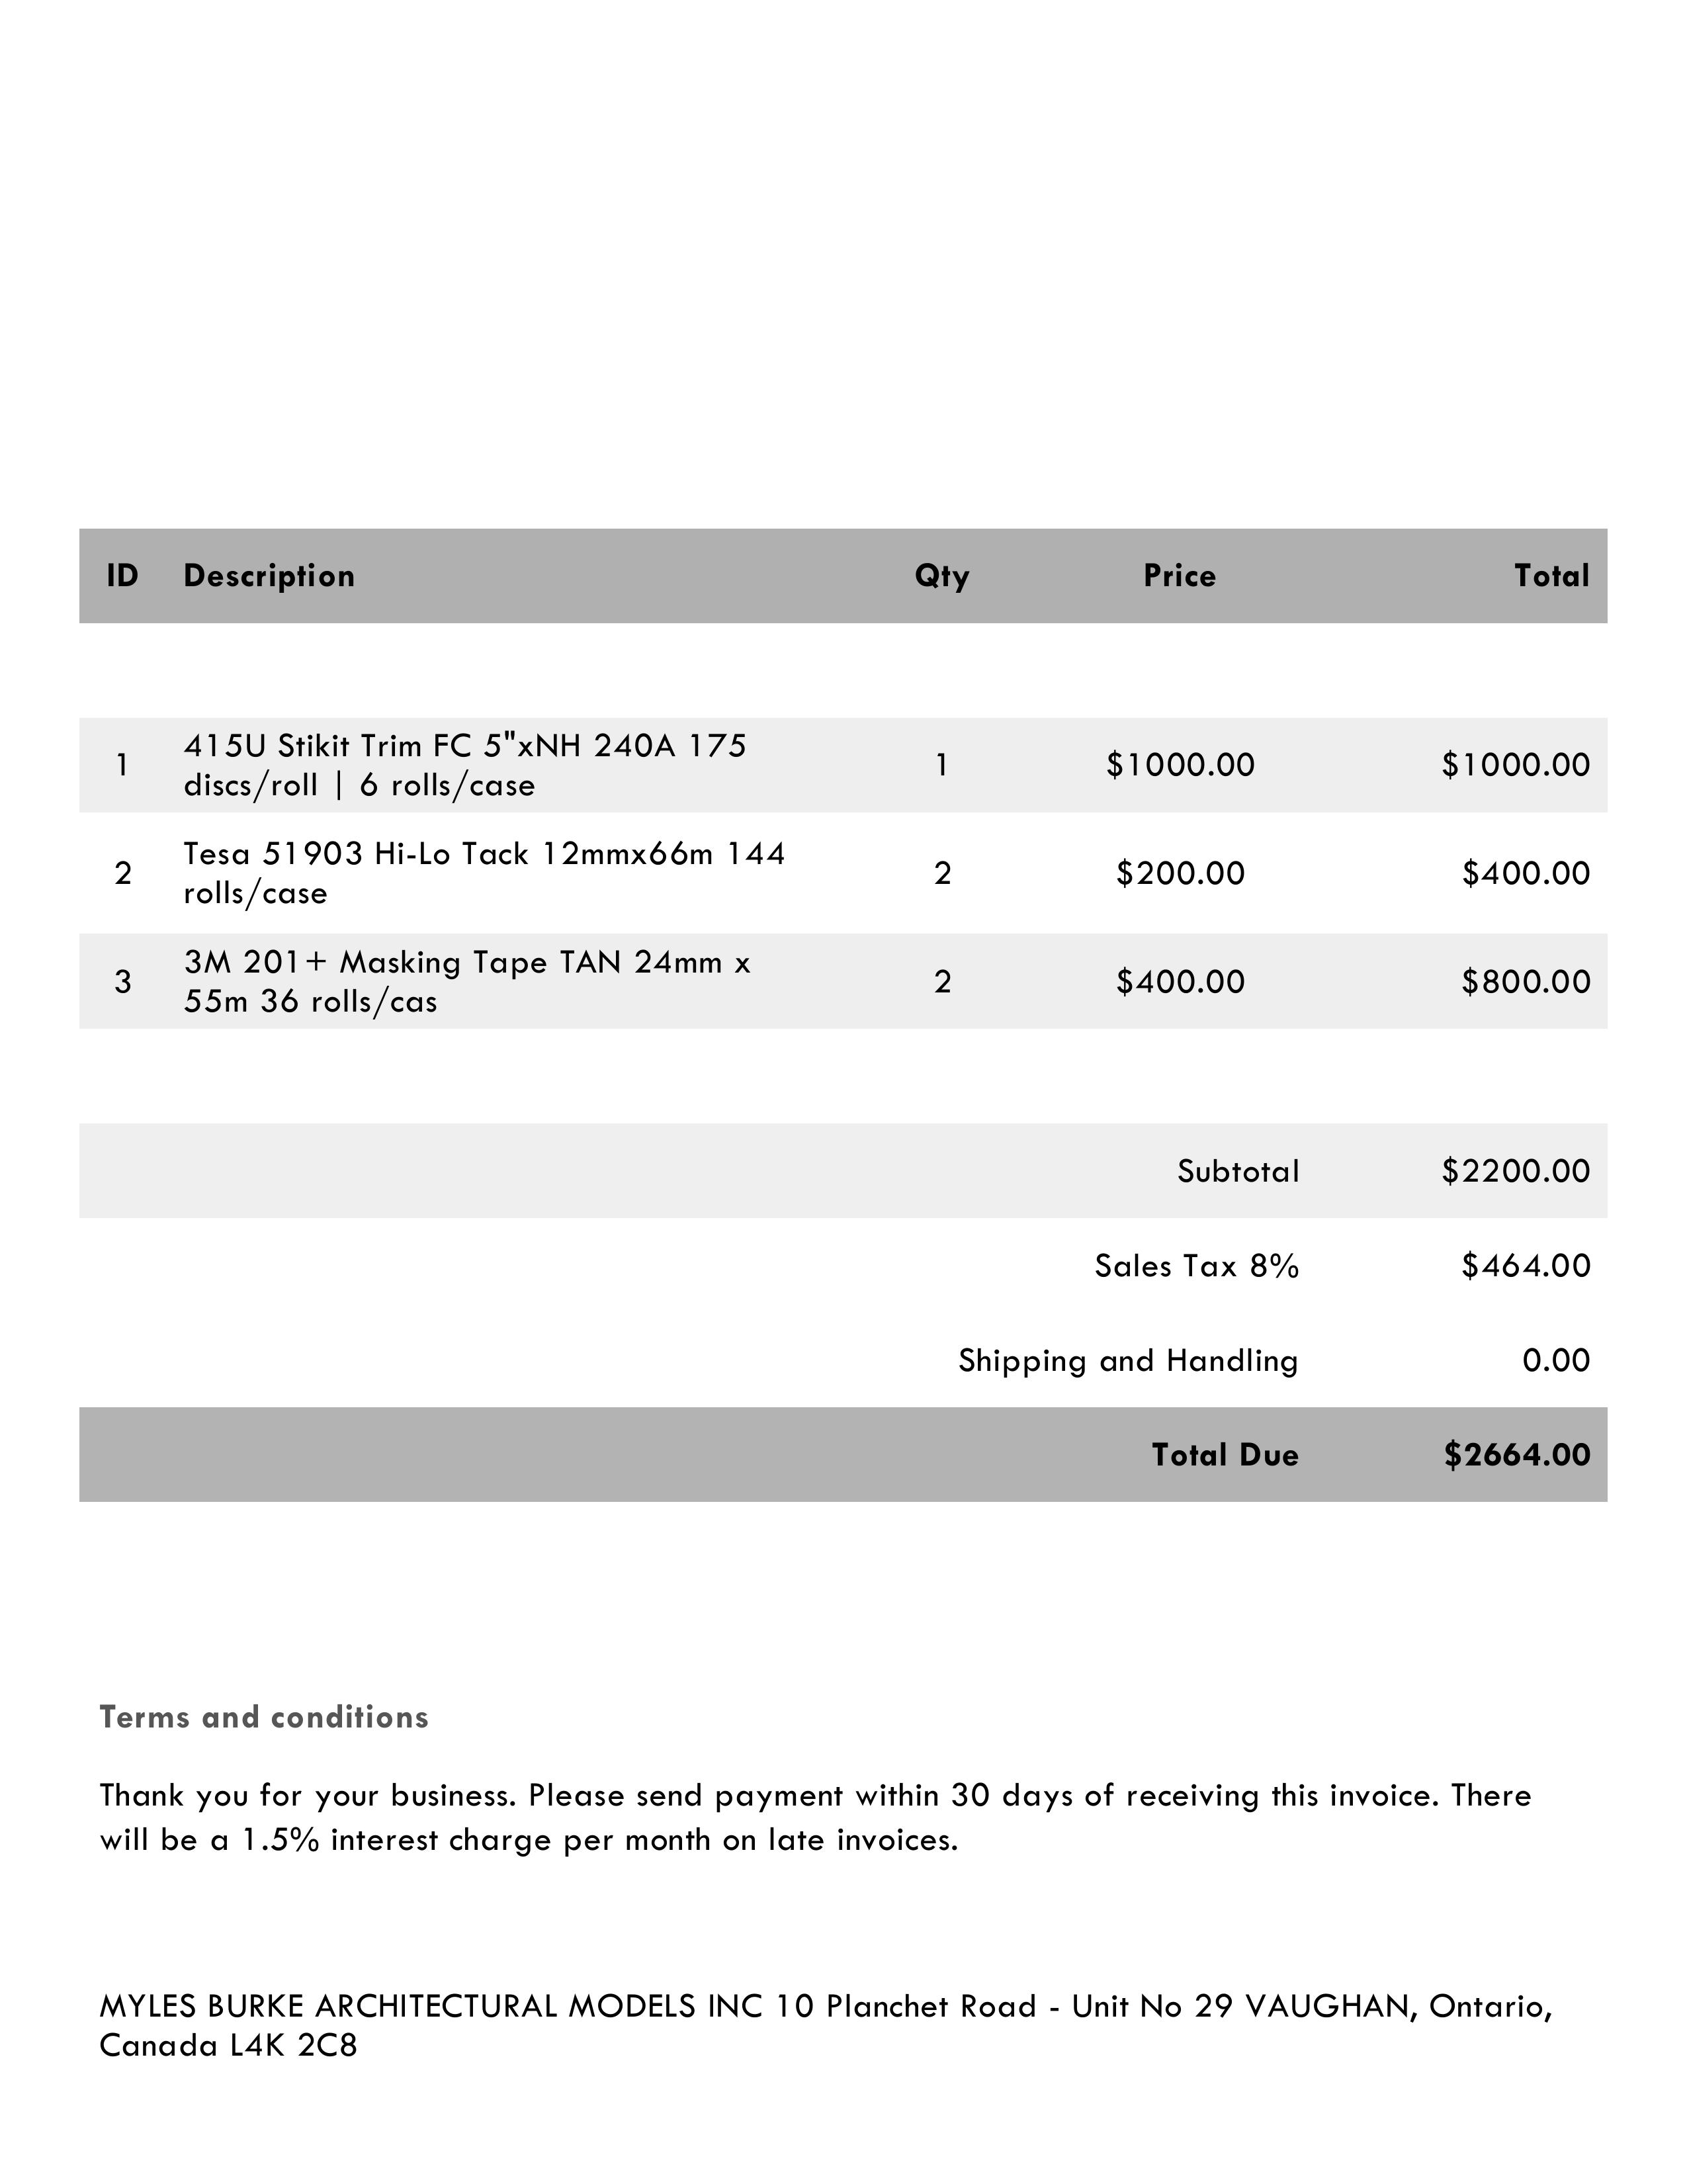 ID Description Qty Price Total
1 415U Stikit Trim FC 5"xNH 240A 175 discs/roll | 6 rolls/case 1 $1000.00 $1000.00
2 Tesa 51903 Hi-Lo Tack 12mmx66m 144 rolls/case 2 $200.00 $400.00
3 3M 201+ Masking Tape TAN 24mm x 55m 36 rolls/cas 2 $400.00 $800.00
Subtotal $2200.00
Sales Tax 8% $464.00
Shipping and Handling 0.00
Total Due $2664.00
Terms and conditions
Thank you for your business. Please send payment within 30 days of receiving this invoice. There
will be a 1.5% interest charge per month on late invoices.
MYLES BURKE ARCHITECTURAL MODELS INC 10 Planchet Road - Unit No 29 VAUGHAN, Ontario,
Canada L4K 2C8